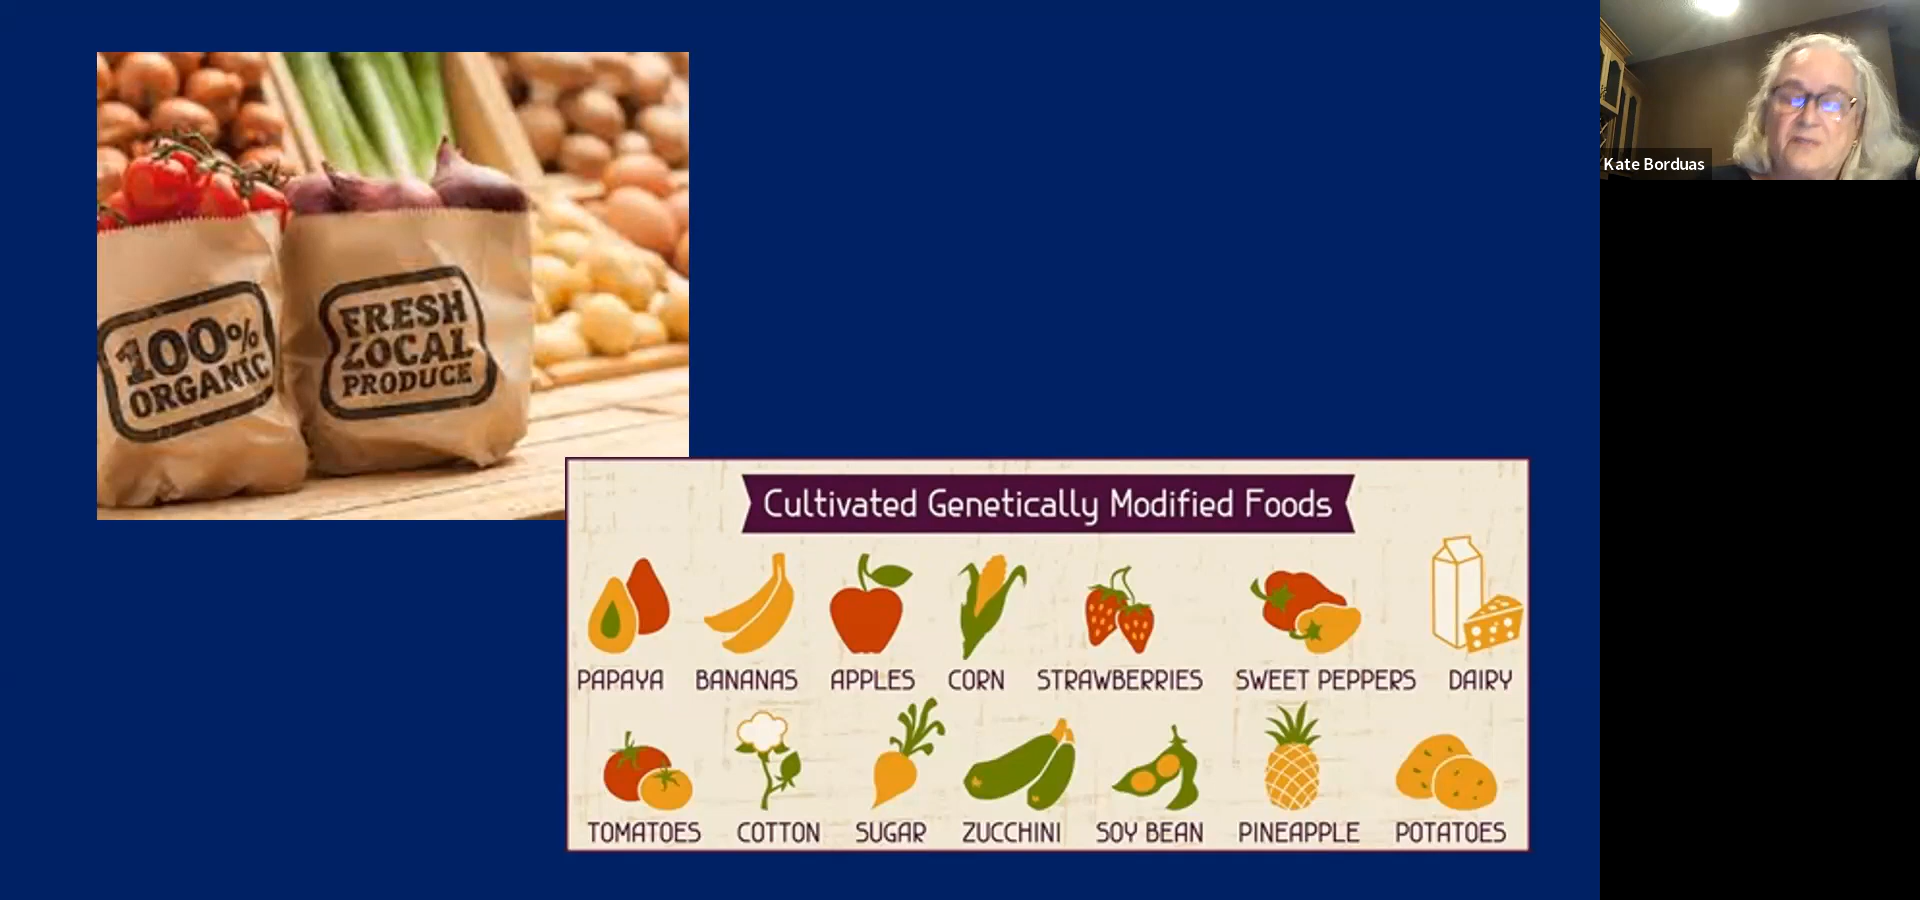 100%
ORGANIC
FRESH
LOCAL
PRODUCE
Kate Borduas
Cultivated Genetically Modified Foods
PAPAYA BANANAS APPLES CORN STRAWBERRIES SWEET PEPPERS DAIRY
TOMATOES COTTON SUGAR ZUCCHINI SOY BEAN PINEAPPLE POTATOES